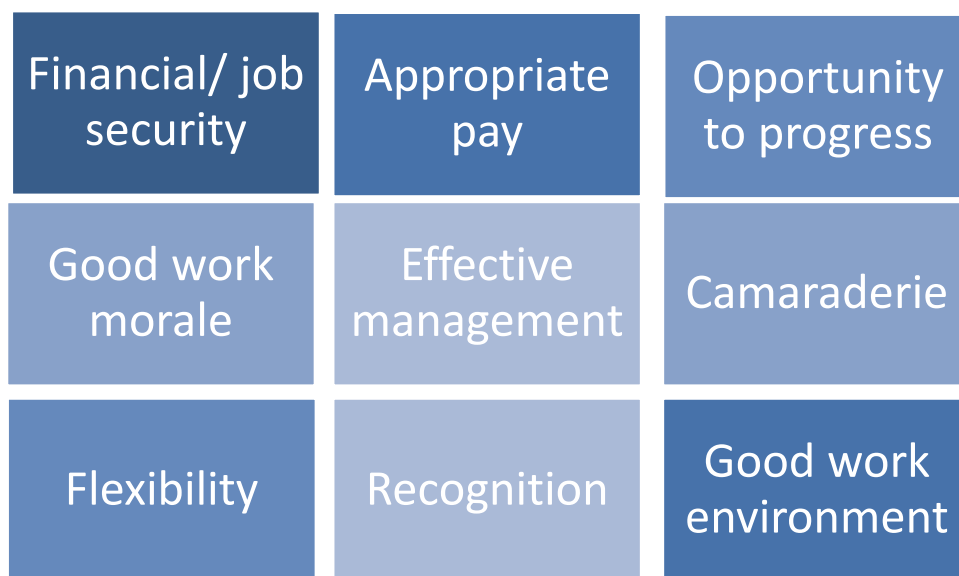 Financial/ job
security
Appropriate
pay
Opportunity
to progress
Good work
morale
Effective
management
Camaraderie
Flexibility
Recognition
Good work
environment